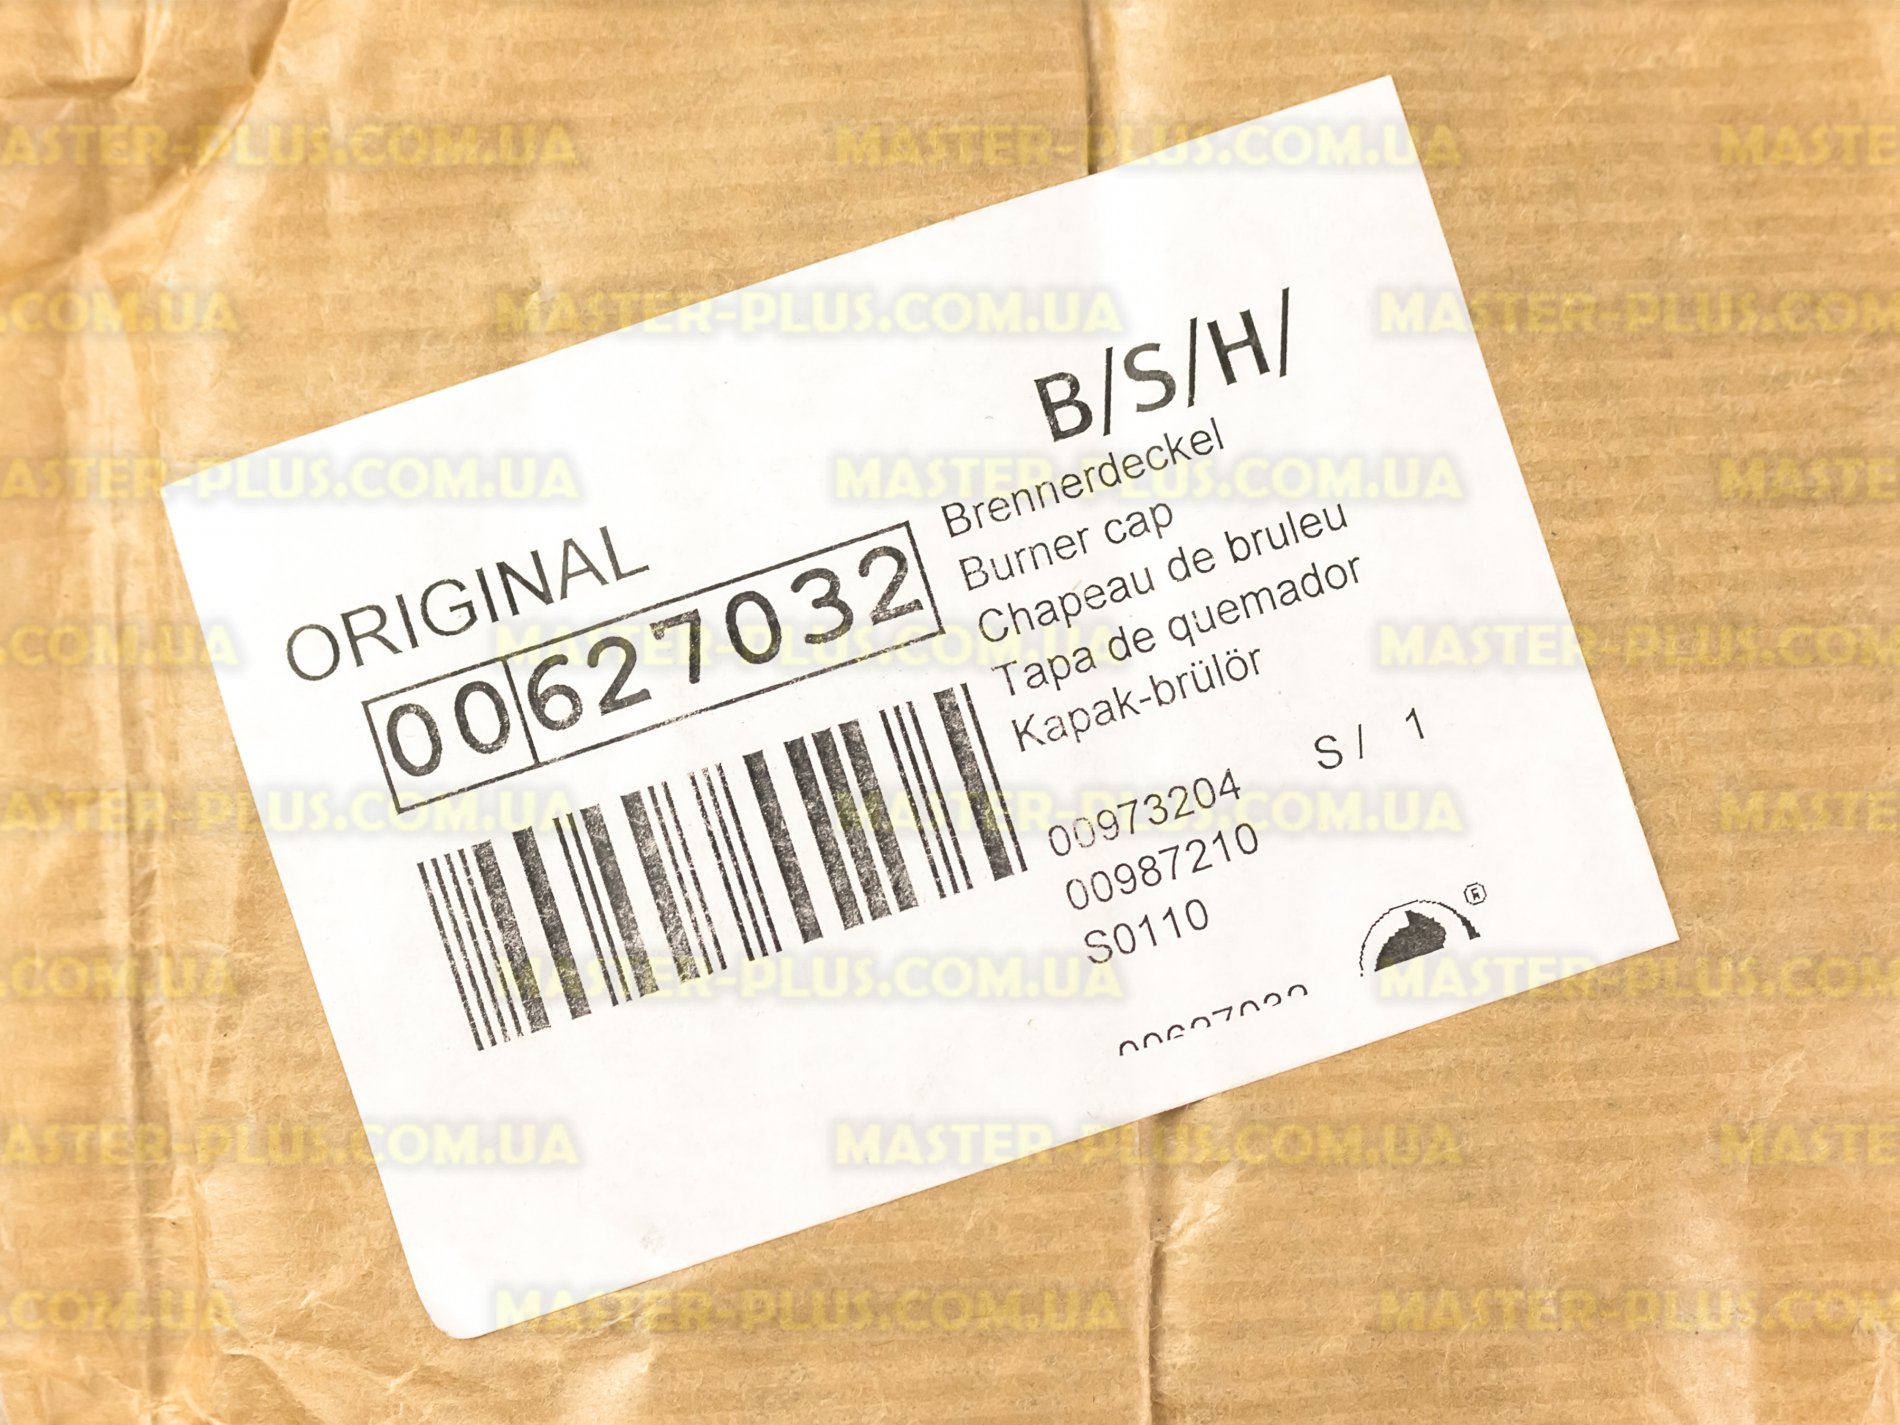 B/S/H/
ORIGINAL
00627032
Brennerdeckel
Burner cap
Chapeau de bruleu
Tapa de quemador
Kapak-brülör
00973204 S / 1
00987210
S0110
MASTER-PLUS.COM.UA